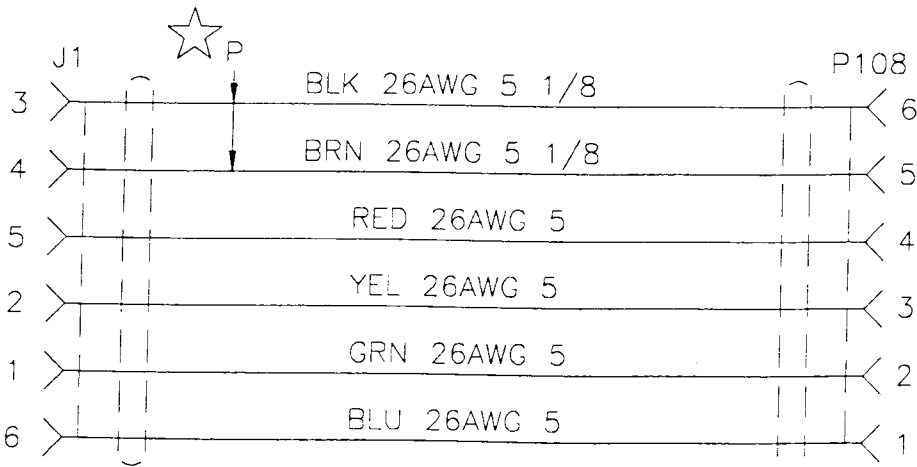 P
J1
P108
3 BLK 26AWG 5 1/8 6
4 BRN 26AWG 5 1/8 5
5 RED 26AWG 5 4
2 YEL 26AWG 5 3
1 GRN 26AWG 5 2
6 BLU 26AWG 5 1